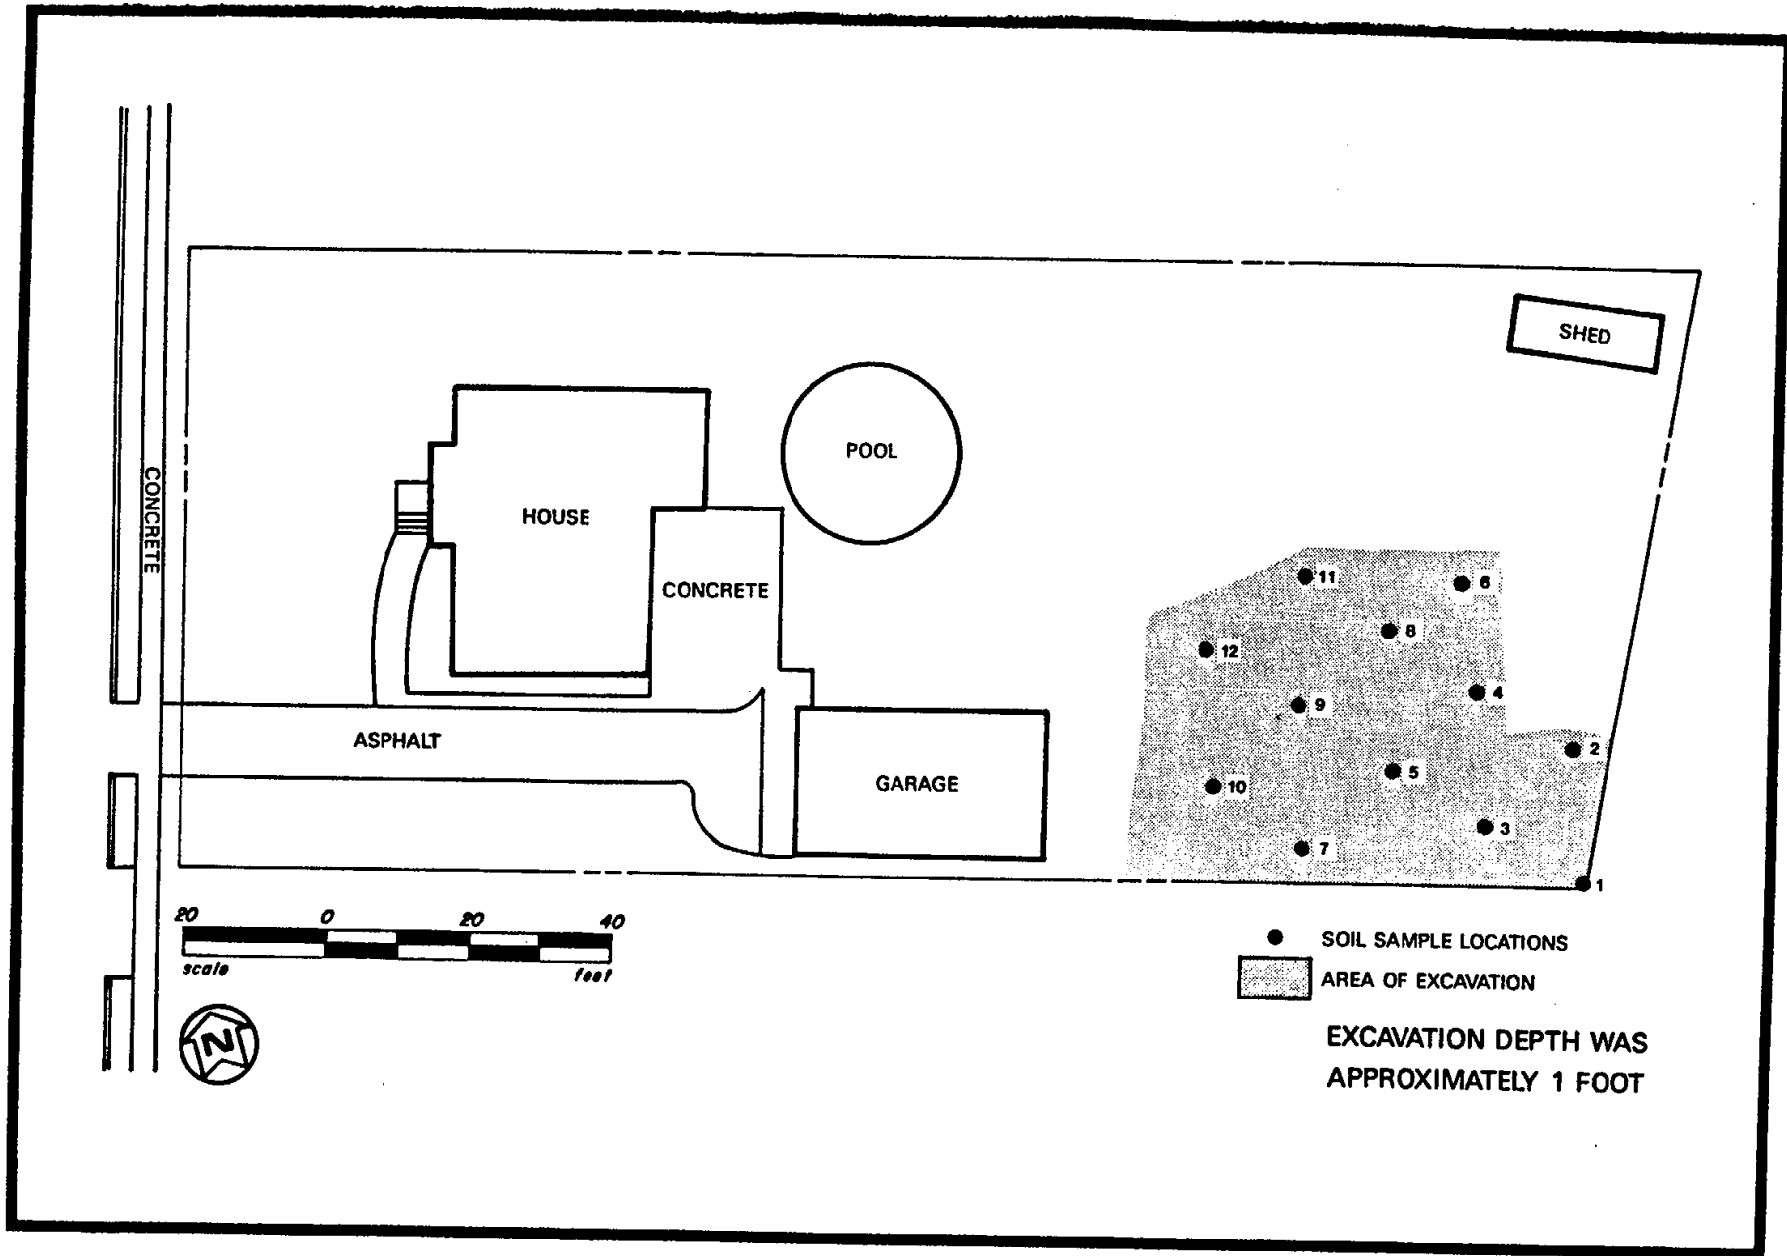 SHED
POOL
CONCRETE
HOUSE
CONCRETE
11
6
8
12
4
9
2
ASPHALT
5
GARAGE
10
3
7
1
20 0 20 40
scale feet
SOIL SAMPLE LOCATIONS
AREA OF EXCAVATION
N
EXCAVATION DEPTH WAS
APPROXIMATELY 1 FOOT